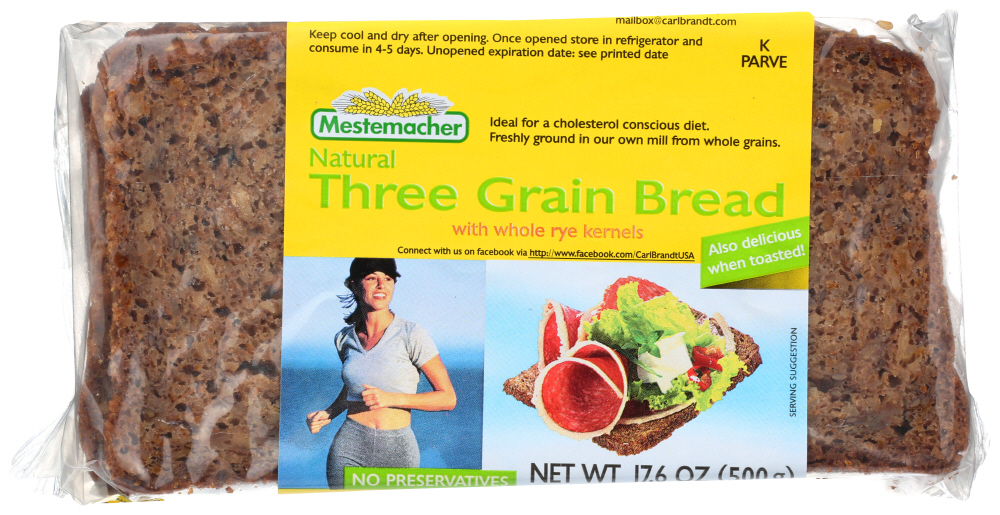 mailbox@carlbrandt.com
Keep cool and dry after opening. Once opened store in refrigerator and
consume in 4-5 days. Unopened expiration date: see printed date
K
PARVE
Mestemacher
Ideal for a cholesterol conscious diet.
Freshly ground in our own mill from whole grains.
Natural
Three Grain Bread
with whole rye kernels
Connect with us on facebook via http://www.facebook.com/CarlBrandtUSA
Also delicious
when toasted!
SERVING SUGGESTION
NO PRESERVATIVES
NET WT 17.6 OZ (500 g)